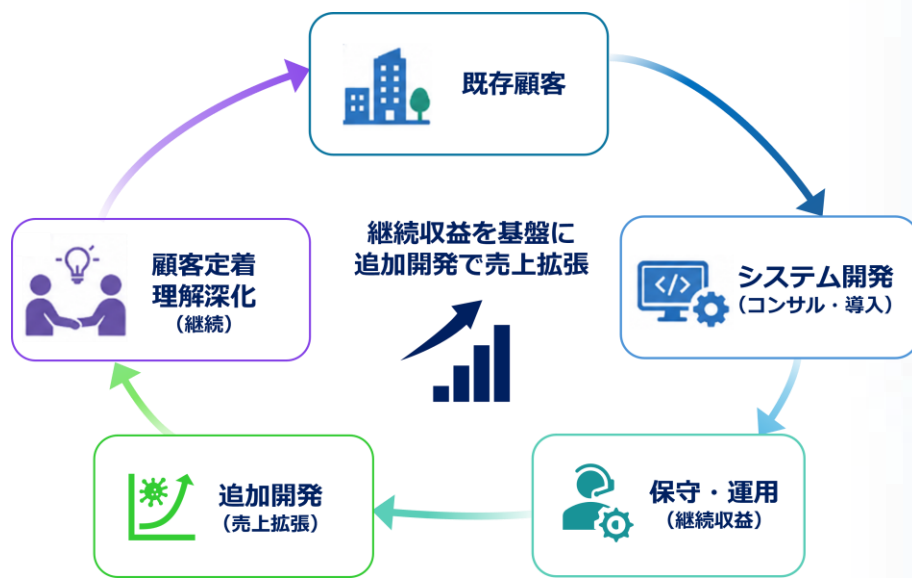 既存顧客
継続収益を基盤に
追加開発で売上拡張
システム開発
（コンサル・導入）
保守・運用
（継続収益）
追加開発
（売上拡張）
顧客定着
理解深化
（継続）